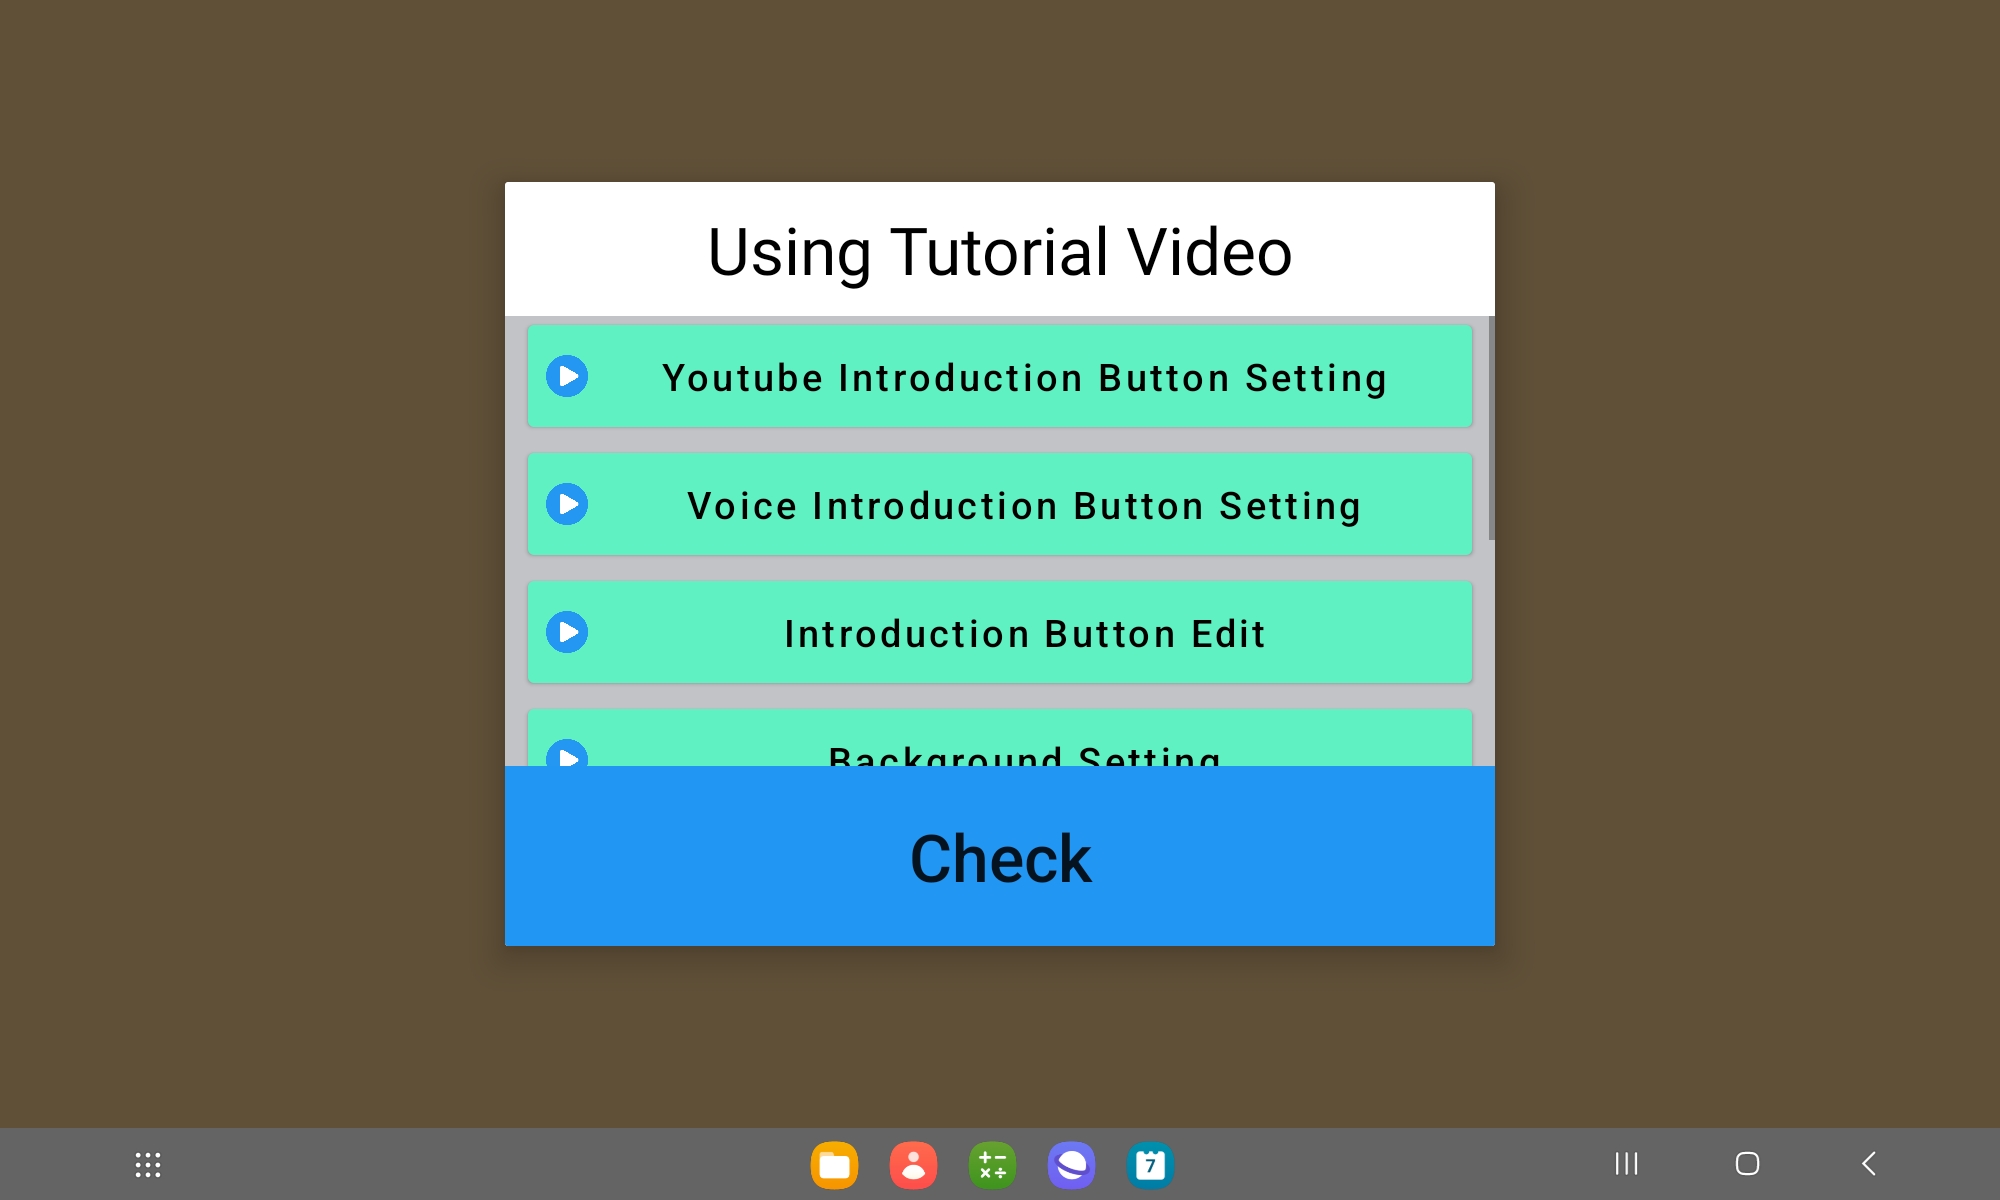 Using Tutorial Video
Youtube Introduction Button Setting
Voice Introduction Button Setting
Introduction Button Edit
Background Setting
Check
7